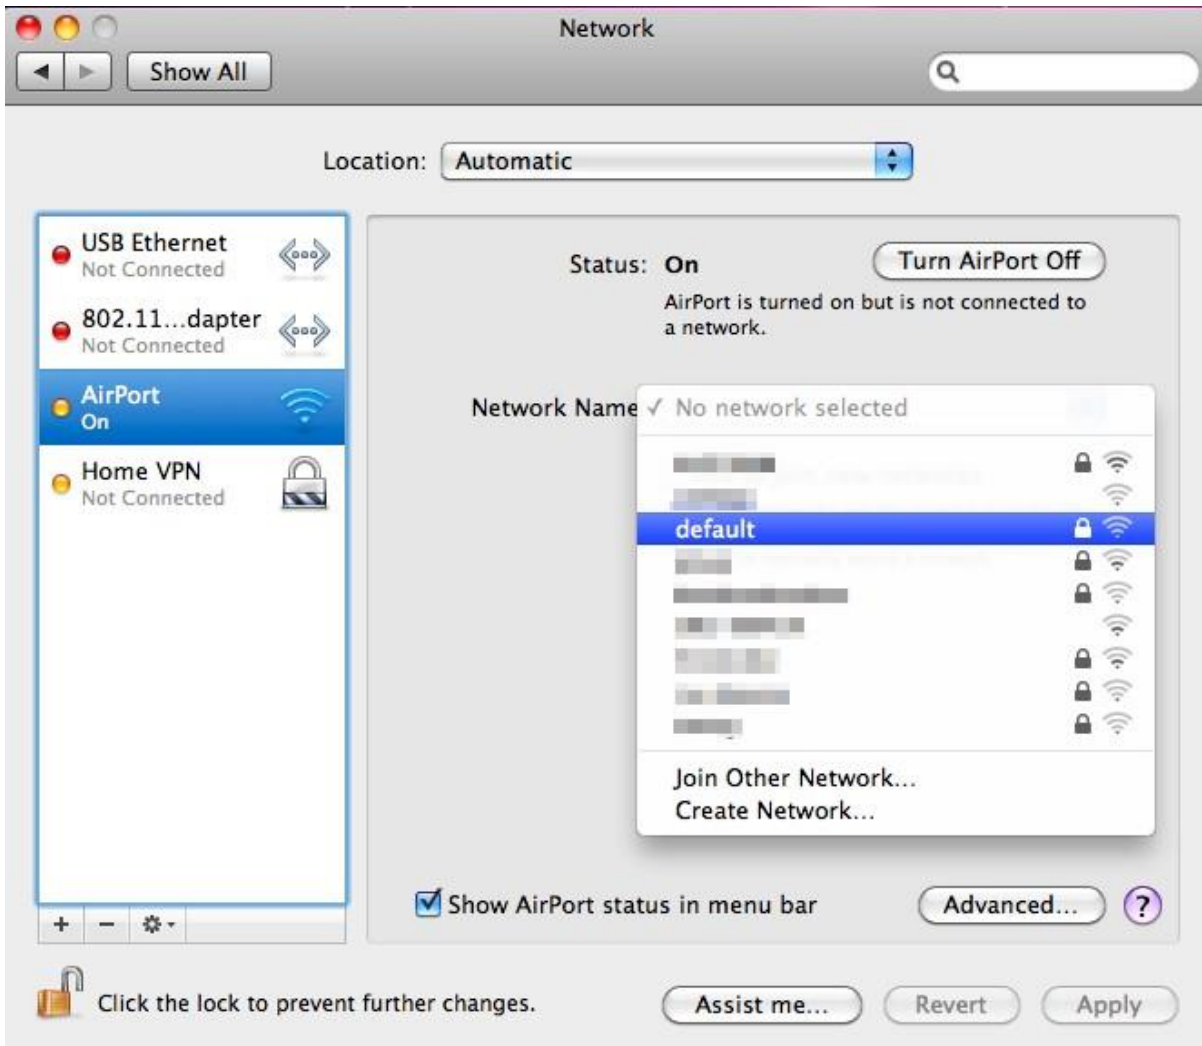 Network
Show All
Location: Automatic
USB Ethernet
Not Connected
802.11...dapter
Not Connected
AirPort
On
Home VPN
Not Connected
Status: On
Turn AirPort Off
AirPort is turned on but is not connected to
a network.
Network Name
✓ No network selected
default
Join Other Network...
Create Network...
Show AirPort status in menu bar
Advanced...
?
Click the lock to prevent further changes.
Assist me...
Revert
Apply